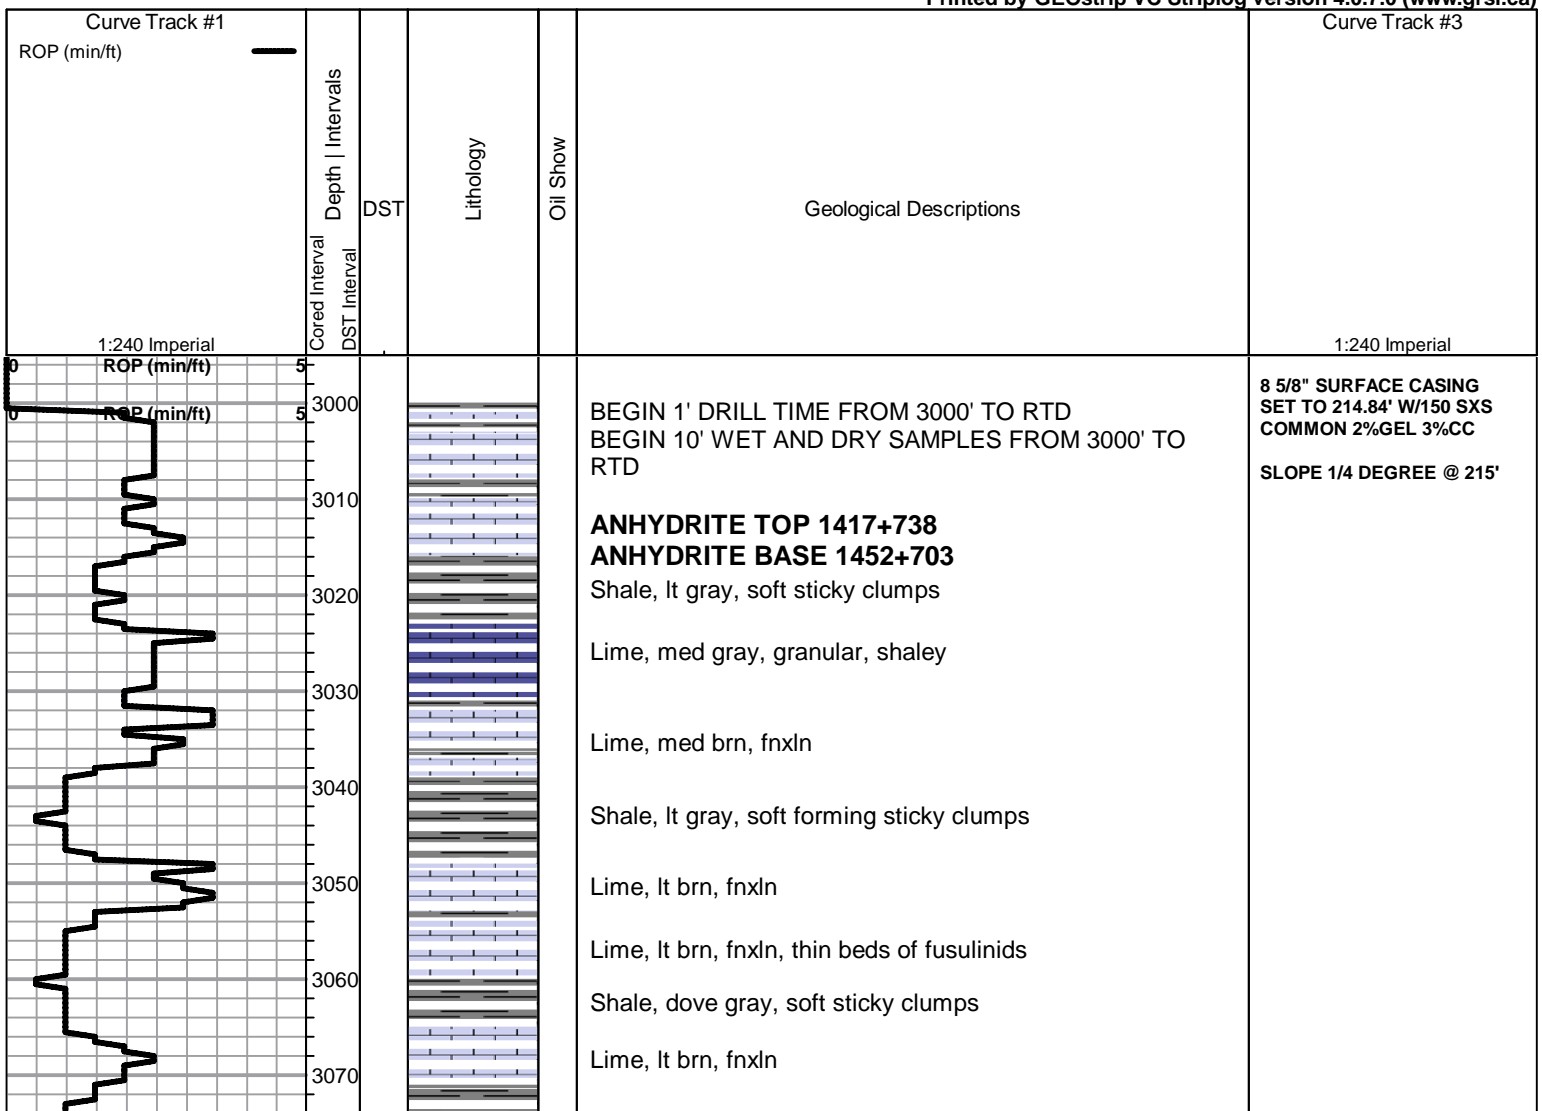 Printed by GEOstrip VC Striplog version 4.0.7.0 (www.grsi.ca)
Curve Track #1
ROP (min/ft)
1:240 Imperial
Depth | Intervals
Cored Interval
DST Interval
DST
Lithology
Oil Show
Geological Descriptions
Curve Track #3
1:240 Imperial
0 ROP (min/ft) 5
0 ROP (min/ft) 5
3000
3010
3020
3030
3040
3050
3060
3070
BEGIN 1' DRILL TIME FROM 3000' TO RTD
BEGIN 10' WET AND DRY SAMPLES FROM 3000' TO
RTD
ANHYDRITE TOP 1417+738
ANHYDRITE BASE 1452+703
Shale, lt gray, soft sticky clumps
Lime, med gray, granular, shaley
Lime, med brn, fnxln
Shale, lt gray, soft forming sticky clumps
Lime, lt brn, fnxln
Lime, lt brn, fnxln, thin beds of fusulinids
Shale, dove gray, soft sticky clumps
Lime, lt brn, fnxln
8 5/8" SURFACE CASING
SET TO 214.84' W/150 SXS
COMMON 2%GEL 3%CC
SLOPE 1/4 DEGREE @ 215'